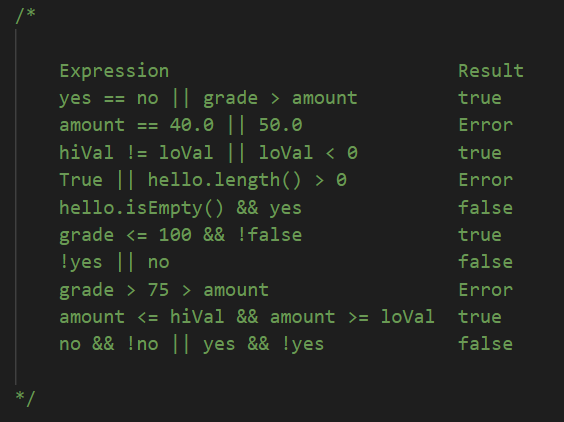 /*
Expression Result
yes == no || grade > amount true
amount == 40.0 || 50.0 Error
hiVal != loVal || loVal < 0 true
True || hello.length() > 0 Error
hello.isEmpty() && yes false
grade <= 100 && !false true
!yes || no false
grade > 75 > amount Error
amount <= hiVal && amount >= loVal true
no && !no || yes && !yes false
*/